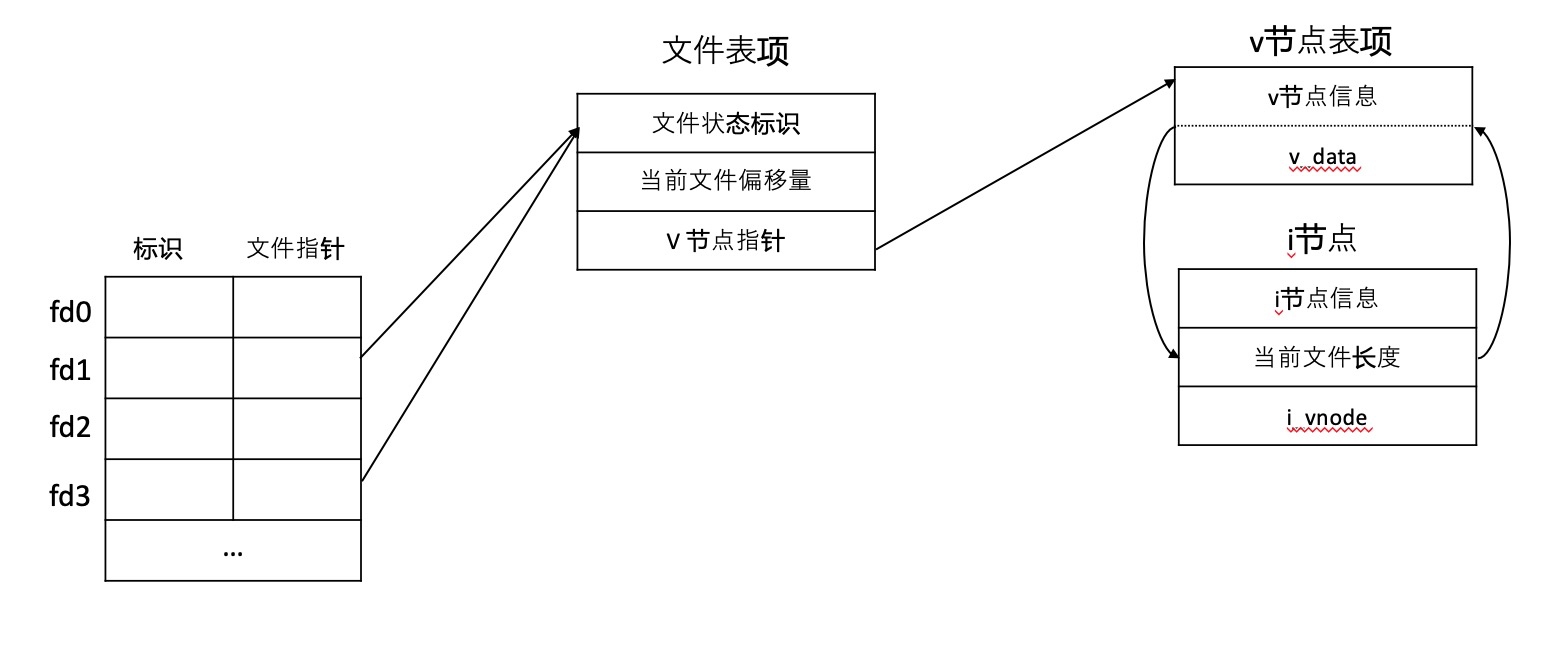 标识 文件指针
fd0
fd1
fd2
fd3
...
文件表项
文件状态标识
当前文件偏移量
V 节点指针
v节点表项
v节点信息
v_data
i节点
i节点信息
当前文件长度
i_vnode